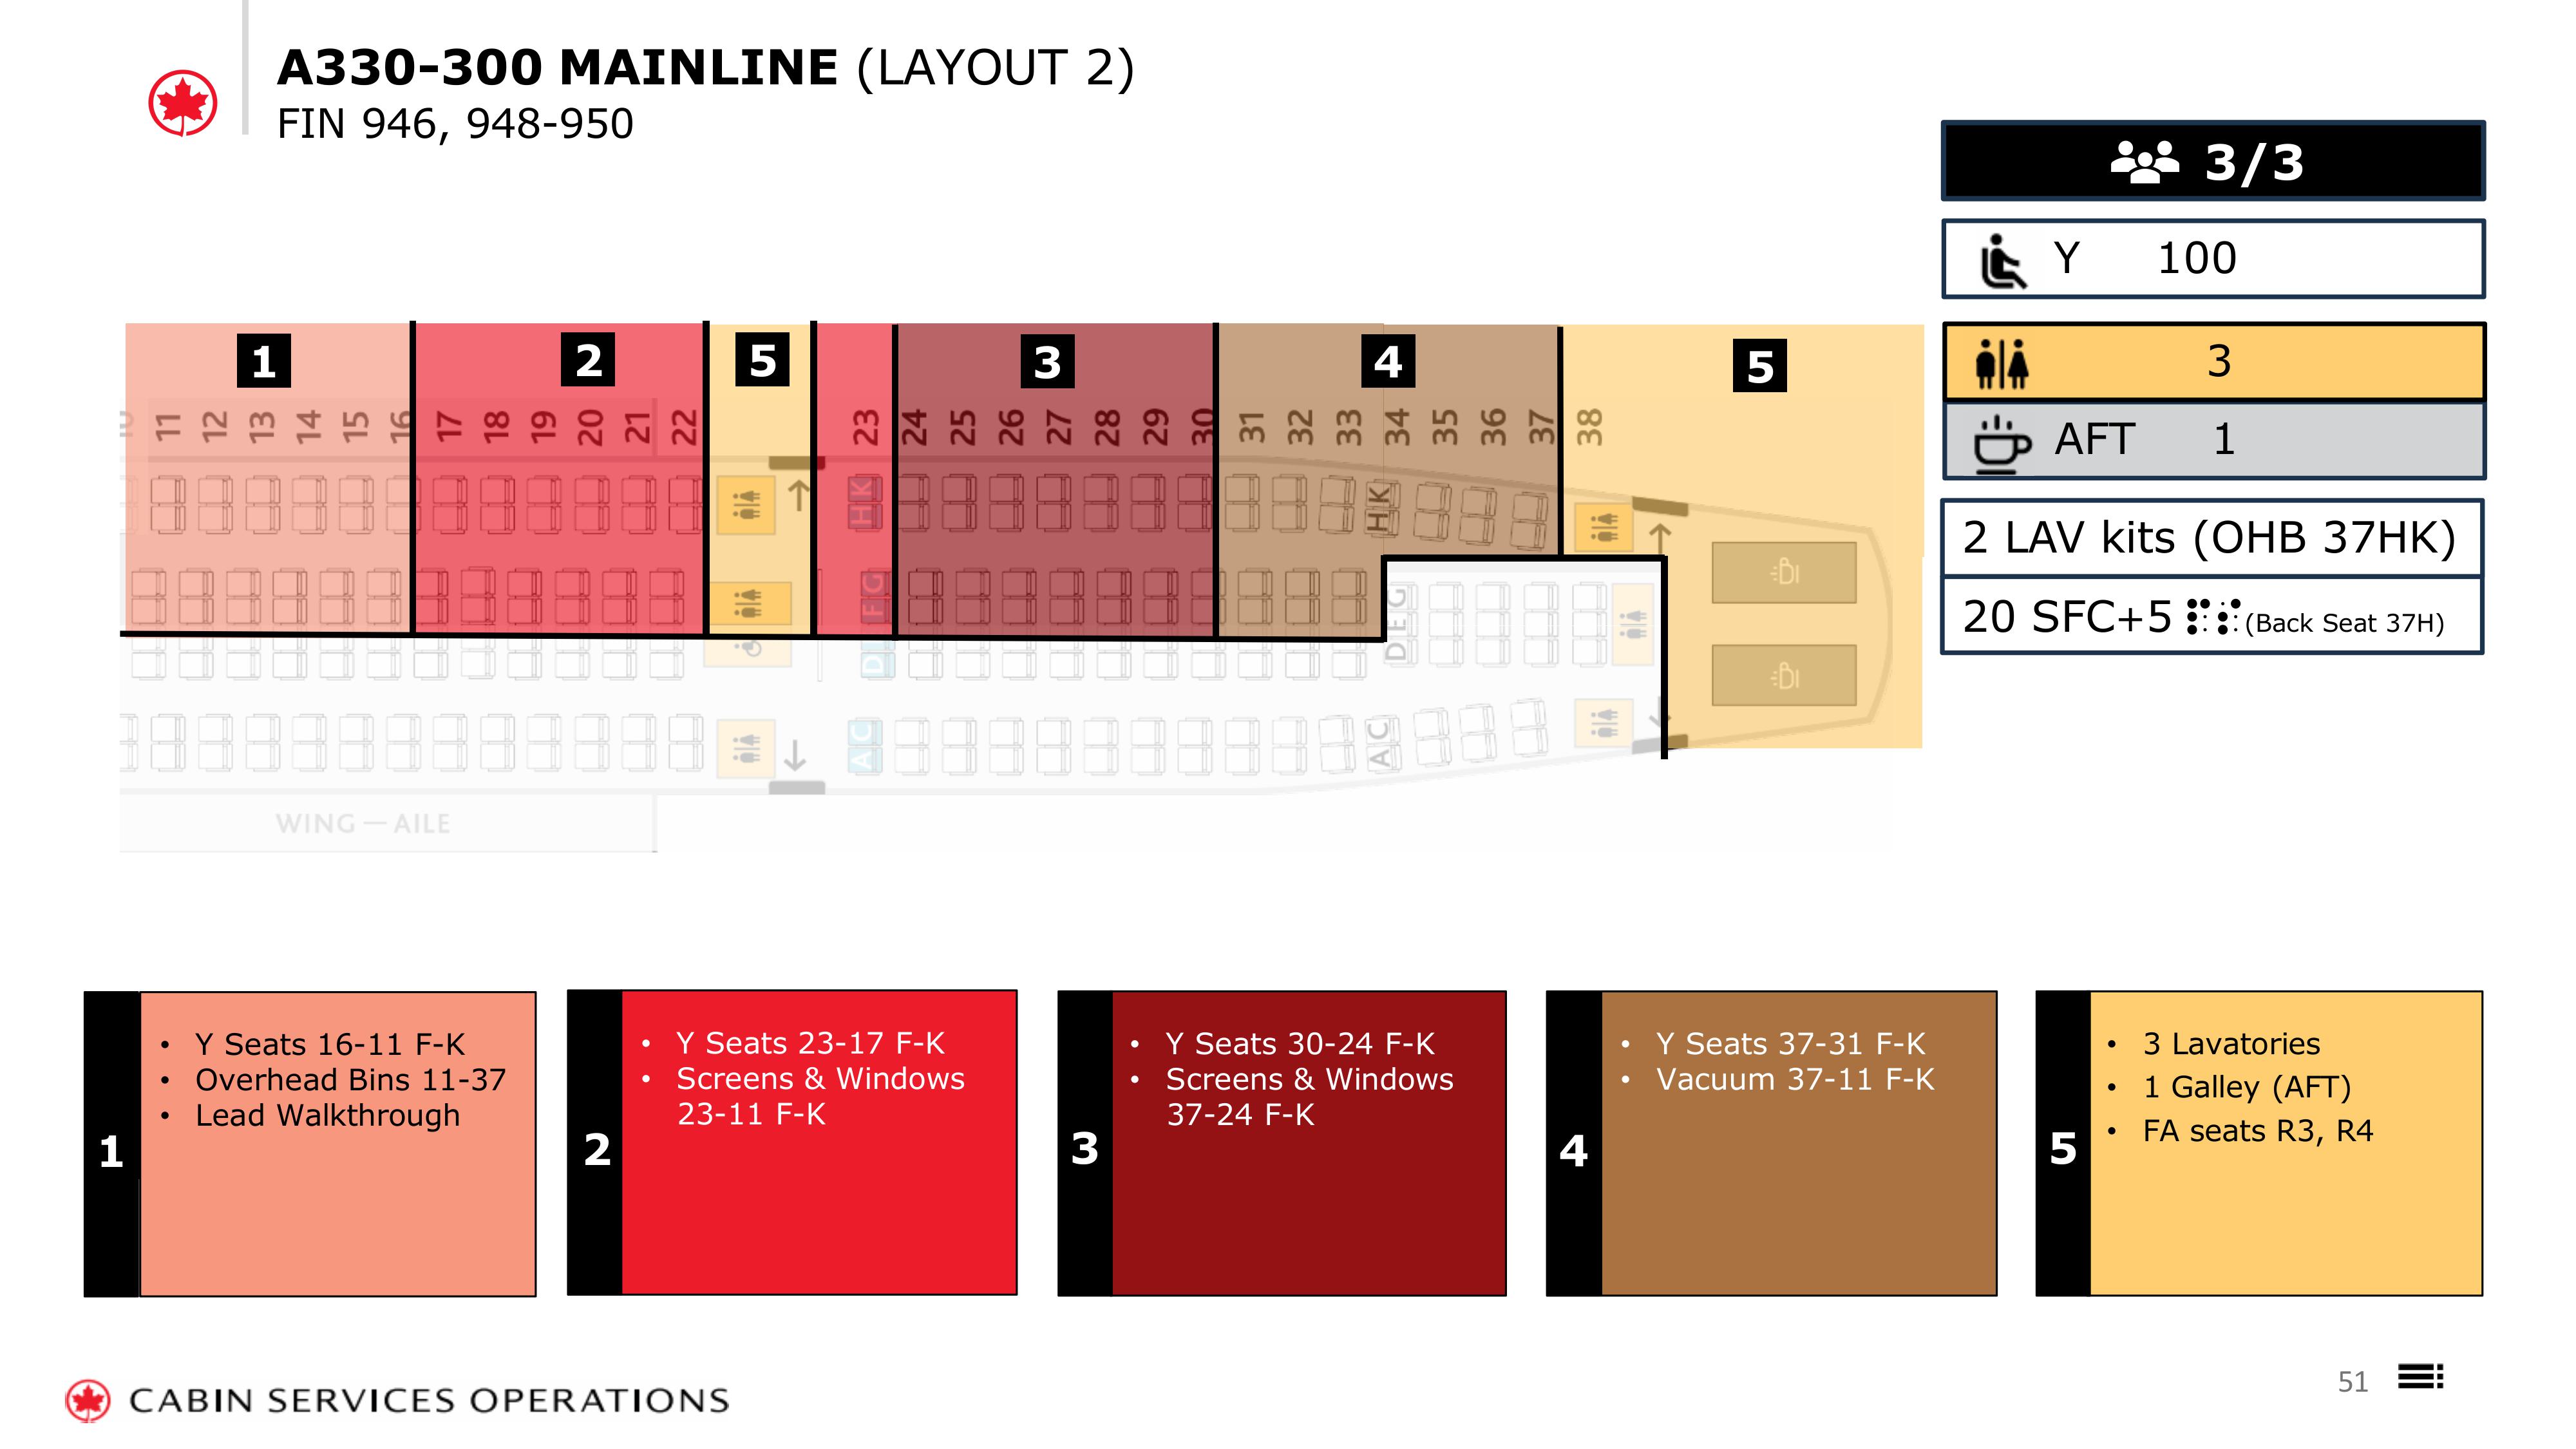 A330-300 MAINLINE (LAYOUT 2)
FIN 946, 948-950
3/3
Y 100
3
AFT 1
2 LAV kits (OHB 37HK)
20 SFC+5 (Back Seat 37H)
1 2 5 3 4 5
11 12 13 14 15 16 17 18 19 20 21 22 23 24 25 26 27 28 29 30 31 32 33 34 35 36 37 38
HK HK
FG
D DEG
AC AC
WING — AILE
1
• Y Seats 16-11 F-K
• Overhead Bins 11-37
• Lead Walkthrough
2
• Y Seats 23-17 F-K
• Screens & Windows
23-11 F-K
3
• Y Seats 30-24 F-K
• Screens & Windows
37-24 F-K
4
• Y Seats 37-31 F-K
• Vacuum 37-11 F-K
5
• 3 Lavatories
• 1 Galley (AFT)
• FA seats R3, R4
CABIN SERVICES OPERATIONS
51